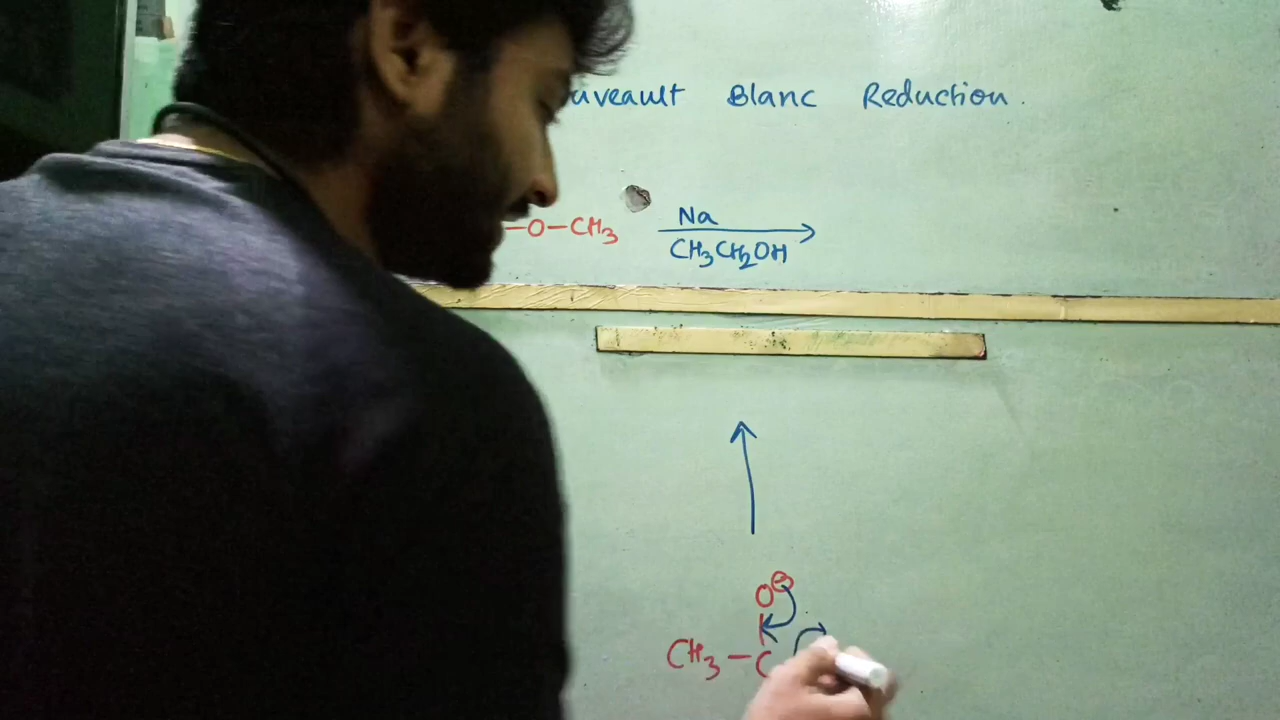 uveault Blanc Reduction.
—O—CH3 Na
CH3CH2OH
O⊖
CH3—C